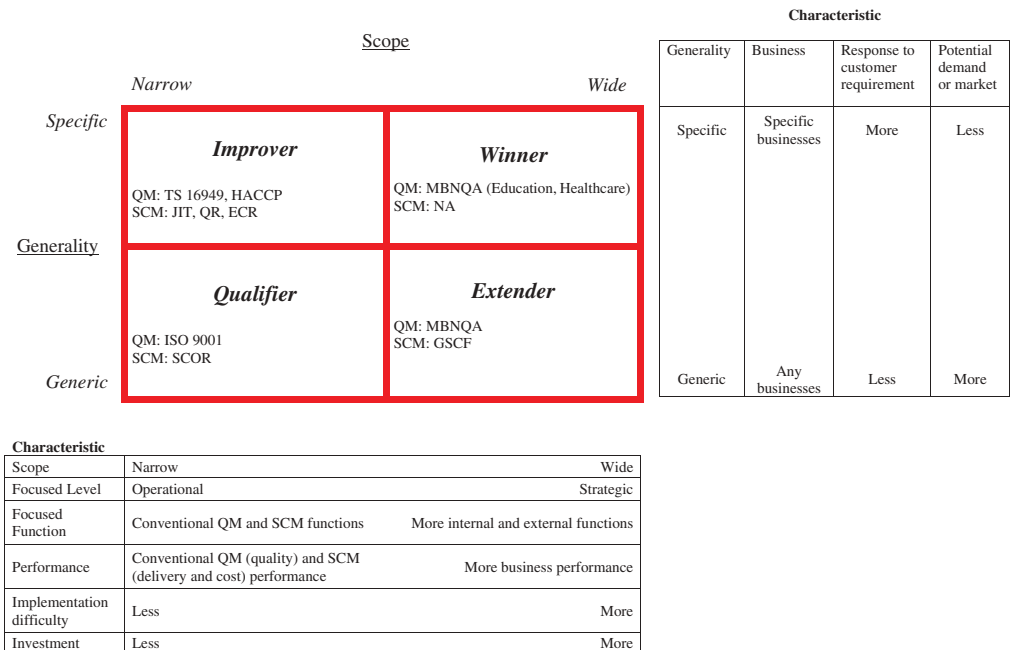 Characteristic
Scope
Generality Business Response to customer requirement Potential demand or market
Narrow Wide
Specific
Improver
Winner
Specific Specific businesses More Less
QM: TS 16949, HACCP
SCM: JIT, QR, ECR
QM: MBNQA (Education, Healthcare)
SCM: NA
Generality
Qualifier
Extender
QM: ISO 9001
SCM: SCOR
QM: MBNQA
SCM: GSCF
Generic
Generic Any businesses Less More
Characteristic
Scope Narrow Wide
Focused Level Operational Strategic
Focused Function Conventional QM and SCM functions More internal and external functions
Performance Conventional QM (quality) and SCM (delivery and cost) performance More business performance
Implementation difficulty Less More
Investment Less More